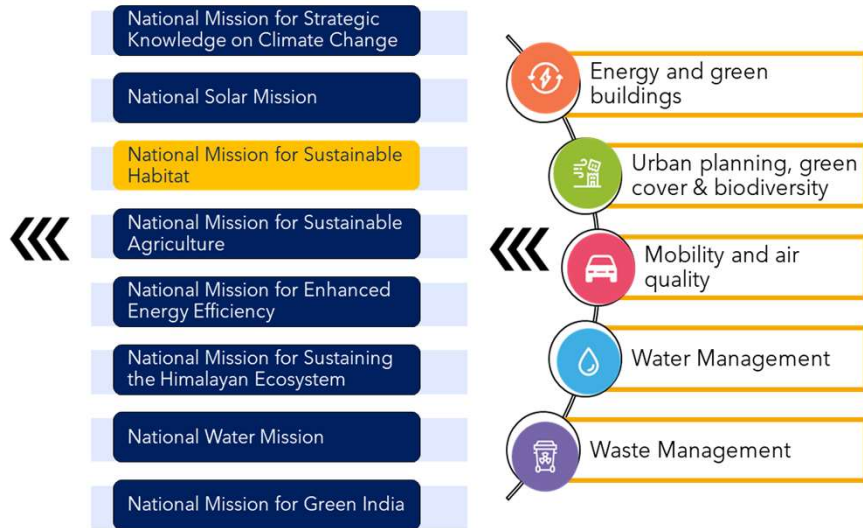 National Mission for Strategic
Knowledge on Climate Change
National Solar Mission
National Mission for Sustainable
Habitat
National Mission for Sustainable
Agriculture
National Mission for Enhanced
Energy Efficiency
National Mission for Sustaining
the Himalayan Ecosystem
National Water Mission
National Mission for Green India
Energy and green
buildings
Urban planning, green
cover & biodiversity
Mobility and air
quality
Water Management
Waste Management